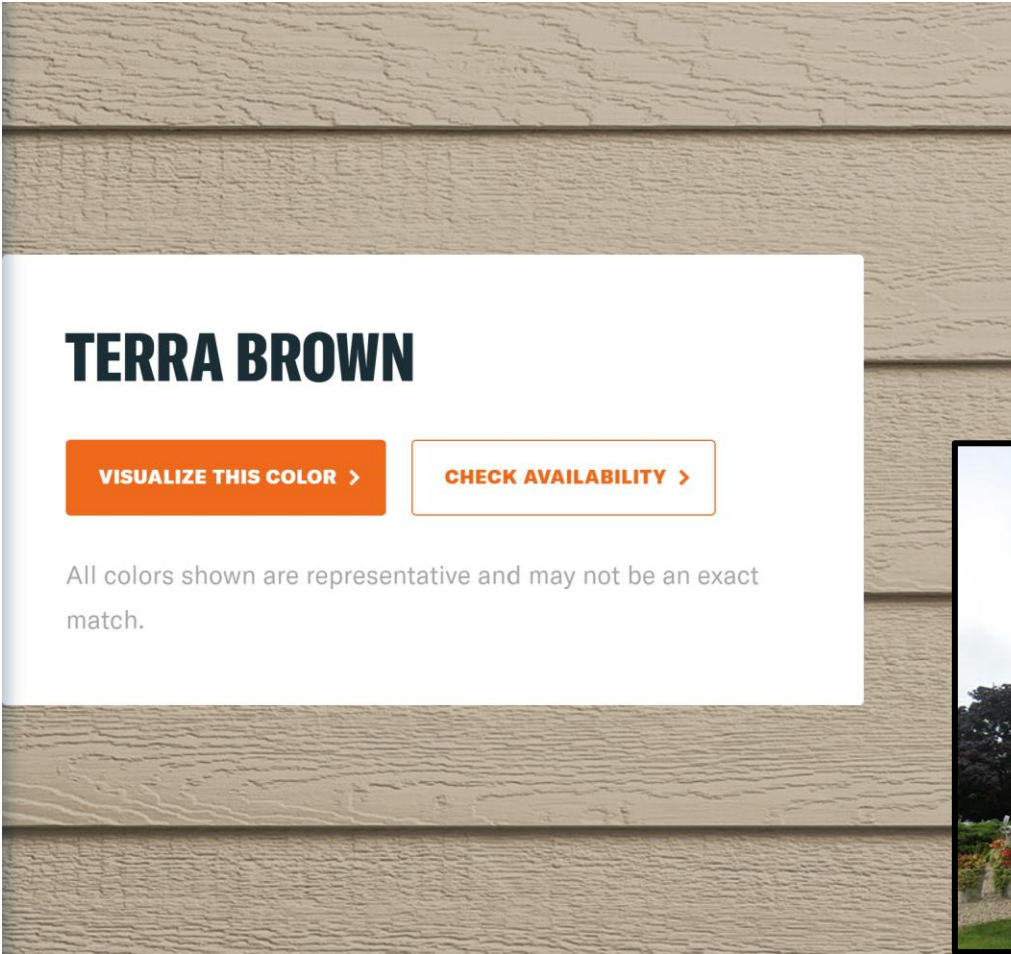 TERRA BROWN
VISUALIZE THIS COLOR >
CHECK AVAILABILITY >
All colors shown are representative and may not be an exact
match.